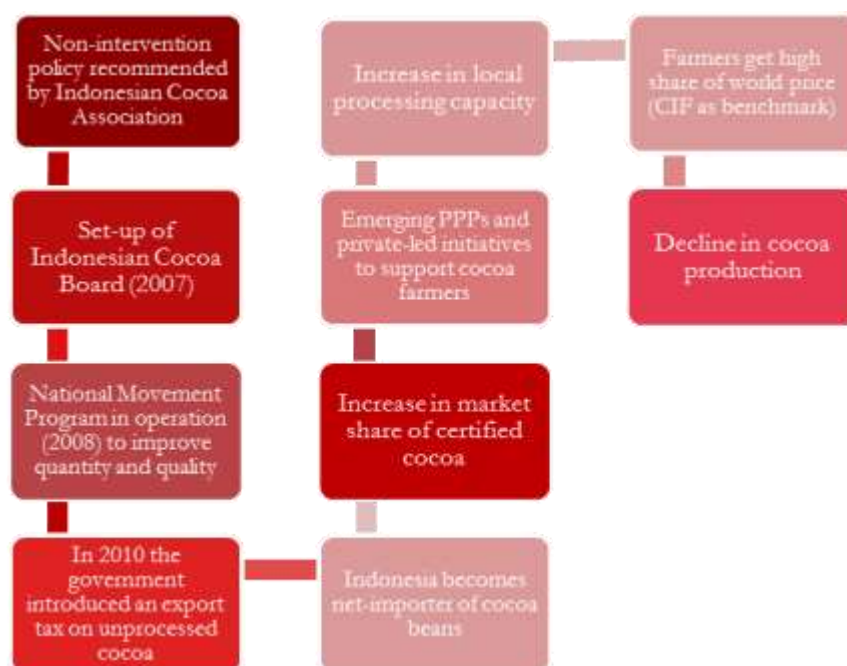 Non-intervention
policy recommended
by Indonesian Cocoa
Association
Set-up of
Indonesian Cocoa
Board (2007)
National Movement
Program in operation
(2008) to improve
quantity and quality
In 2010 the
government
introduced an export
tax on unprocessed
cocoa
Indonesia becomes
net-importer of cocoa
beans
Increase in market
share of certified
cocoa
Emerging PPPs and
private-led initiatives
to support cocoa
farmers
Increase in local
processing capacity
Farmers get high
share of world price
(CIF as benchmark)
Decline in cocoa
production